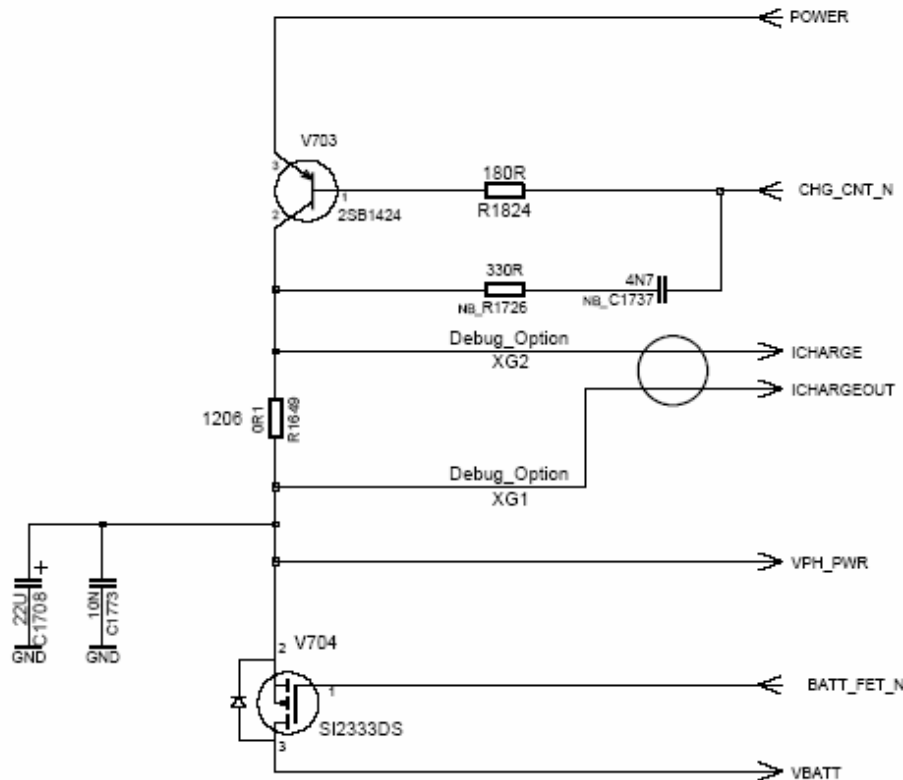 POWER
V703
3
180R
1
CHG_CNT_N
2
2SB1424
R1824
330R
4N7
NB_R1726
NB_C1737
Debug_Option
ICHARGE
XG2
ICHARGEOUT
1206
0R1
R1649
Debug_Option
XG1
VPH_PWR
22U
+
C1708
10N
C1773
GND
GND
V704
2
1
BATT_FET_N
SI2333DS
3
VBATT